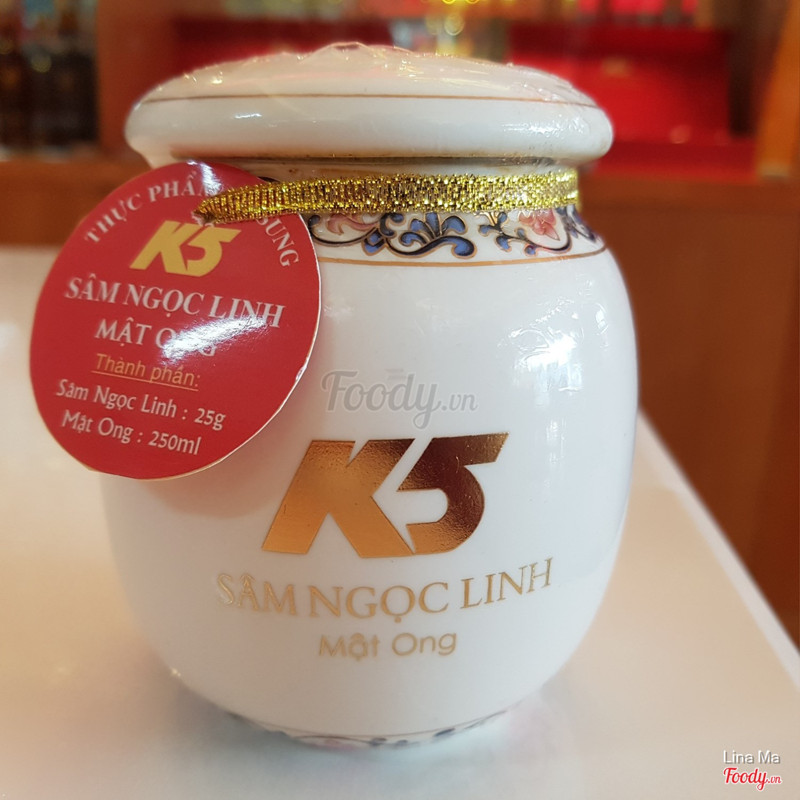 THỰC PHẨM DÙNG
K5
SÂM NGỌC LINH
MẬT ONG
Thành phần:
Sâm Ngọc Linh : 25g
Mật Ong : 250ml
Foody.vn
K5
SÂM NGỌC LINH
Mật Ong
Lina Ma
Foody.vn